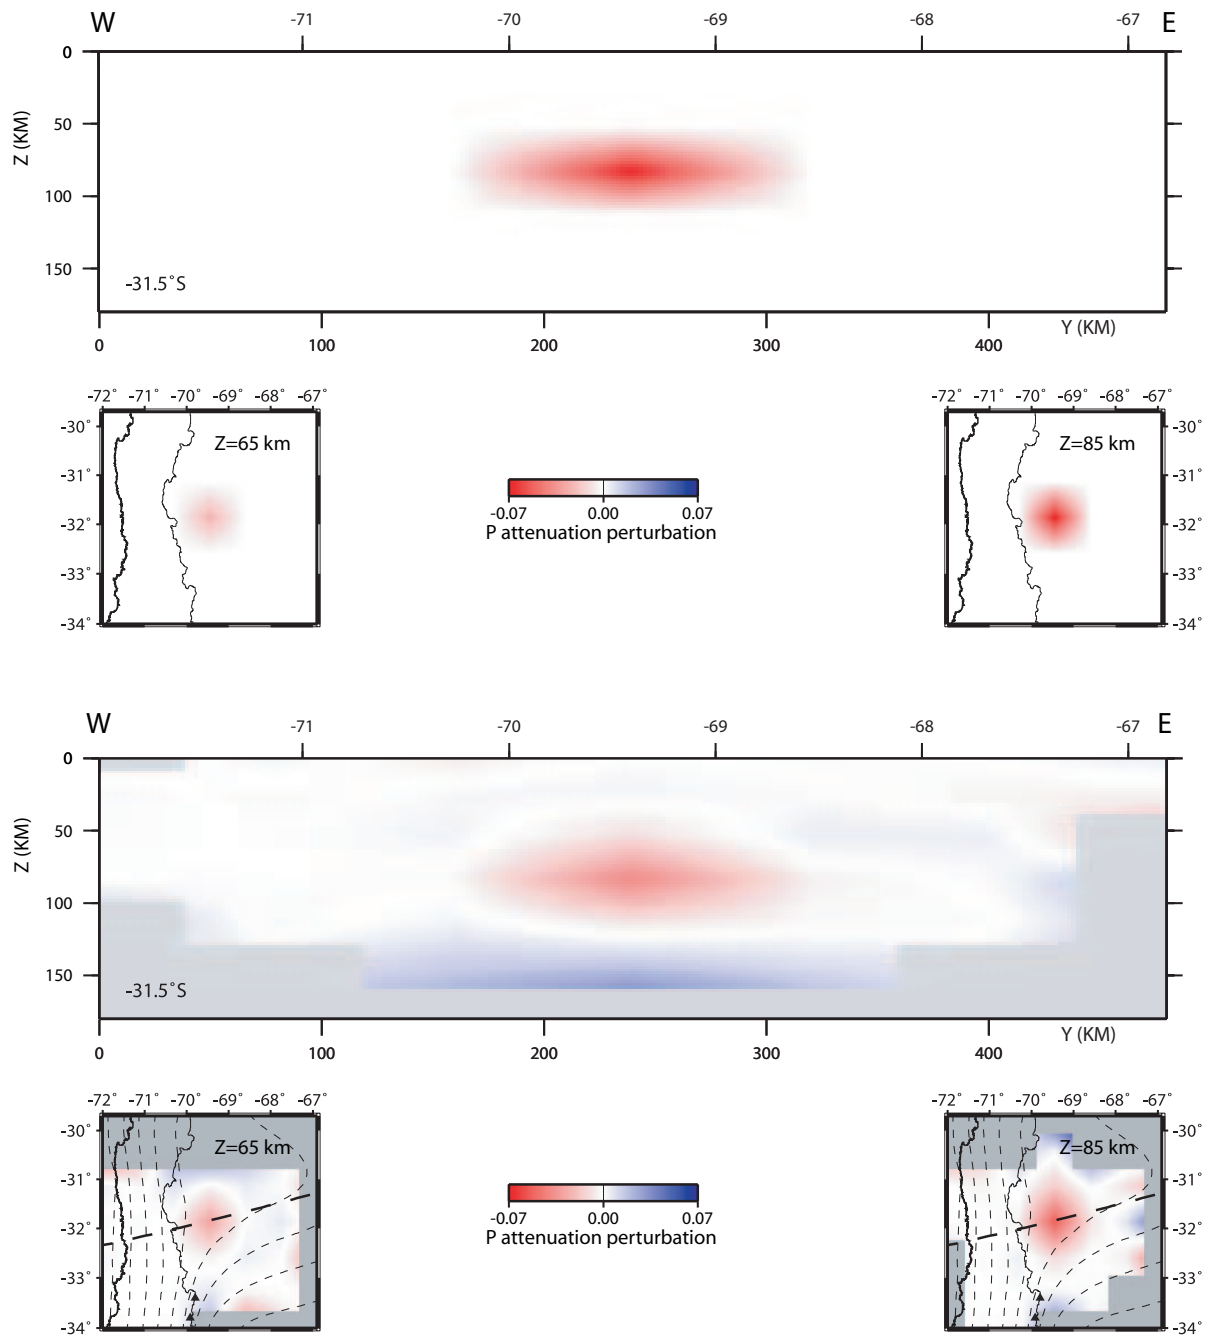 W -71 -70 -69 -68 -67 E
0
50
Z (KM)
100
150
-31.5˚S
Y (KM)
0 100 200 300 400
-72˚ -71˚ -70˚ -69˚ -68˚ -67˚
-30˚
Z=65 km
-31˚
-32˚
-33˚
-34˚
-0.07 0.00 0.07
P attenuation perturbation
-72˚ -71˚ -70˚ -69˚ -68˚ -67˚
-30˚
Z=85 km
-31˚
-32˚
-33˚
-34˚
W -71 -70 -69 -68 -67 E
0
50
Z (KM)
100
150
-31.5˚S
Y (KM)
0 100 200 300 400
-72˚ -71˚ -70˚ -69˚ -68˚ -67˚
-30˚
Z=65 km
-31˚
-32˚
-33˚
-34˚
-0.07 0.00 0.07
P attenuation perturbation
-72˚ -71˚ -70˚ -69˚ -68˚ -67˚
-30˚
Z=85 km
-31˚
-32˚
-33˚
-34˚